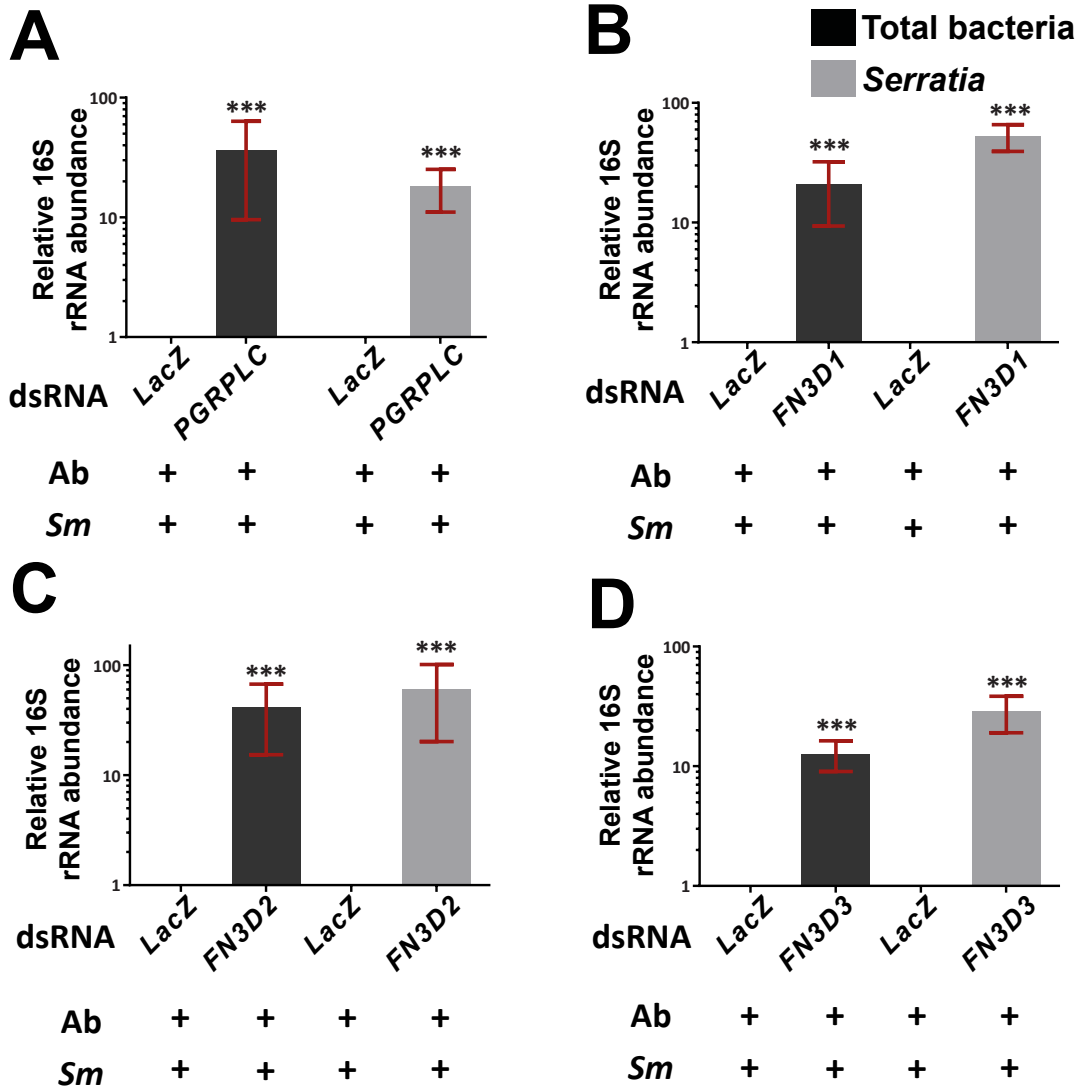 A
Relative 16S
rRNA abundance
100
10
1
***
***
dsRNA
LacZ
PGRPLC
LacZ
PGRPLC
Ab + + + +
Sm + + + +
B
Total bacteria
Serratia
Relative 16S
rRNA abundance
100
10
1
***
***
dsRNA
LacZ
FN3D1
LacZ
FN3D1
Ab + + + +
Sm + + + +
C
Relative 16S
rRNA abundance
100
10
1
***
***
dsRNA
LacZ
FN3D2
LacZ
FN3D2
Ab + + + +
Sm + + + +
D
Relative 16S
rRNA abundance
100
10
1
***
***
dsRNA
LacZ
FN3D3
LacZ
FN3D3
Ab + + + +
Sm + + + +